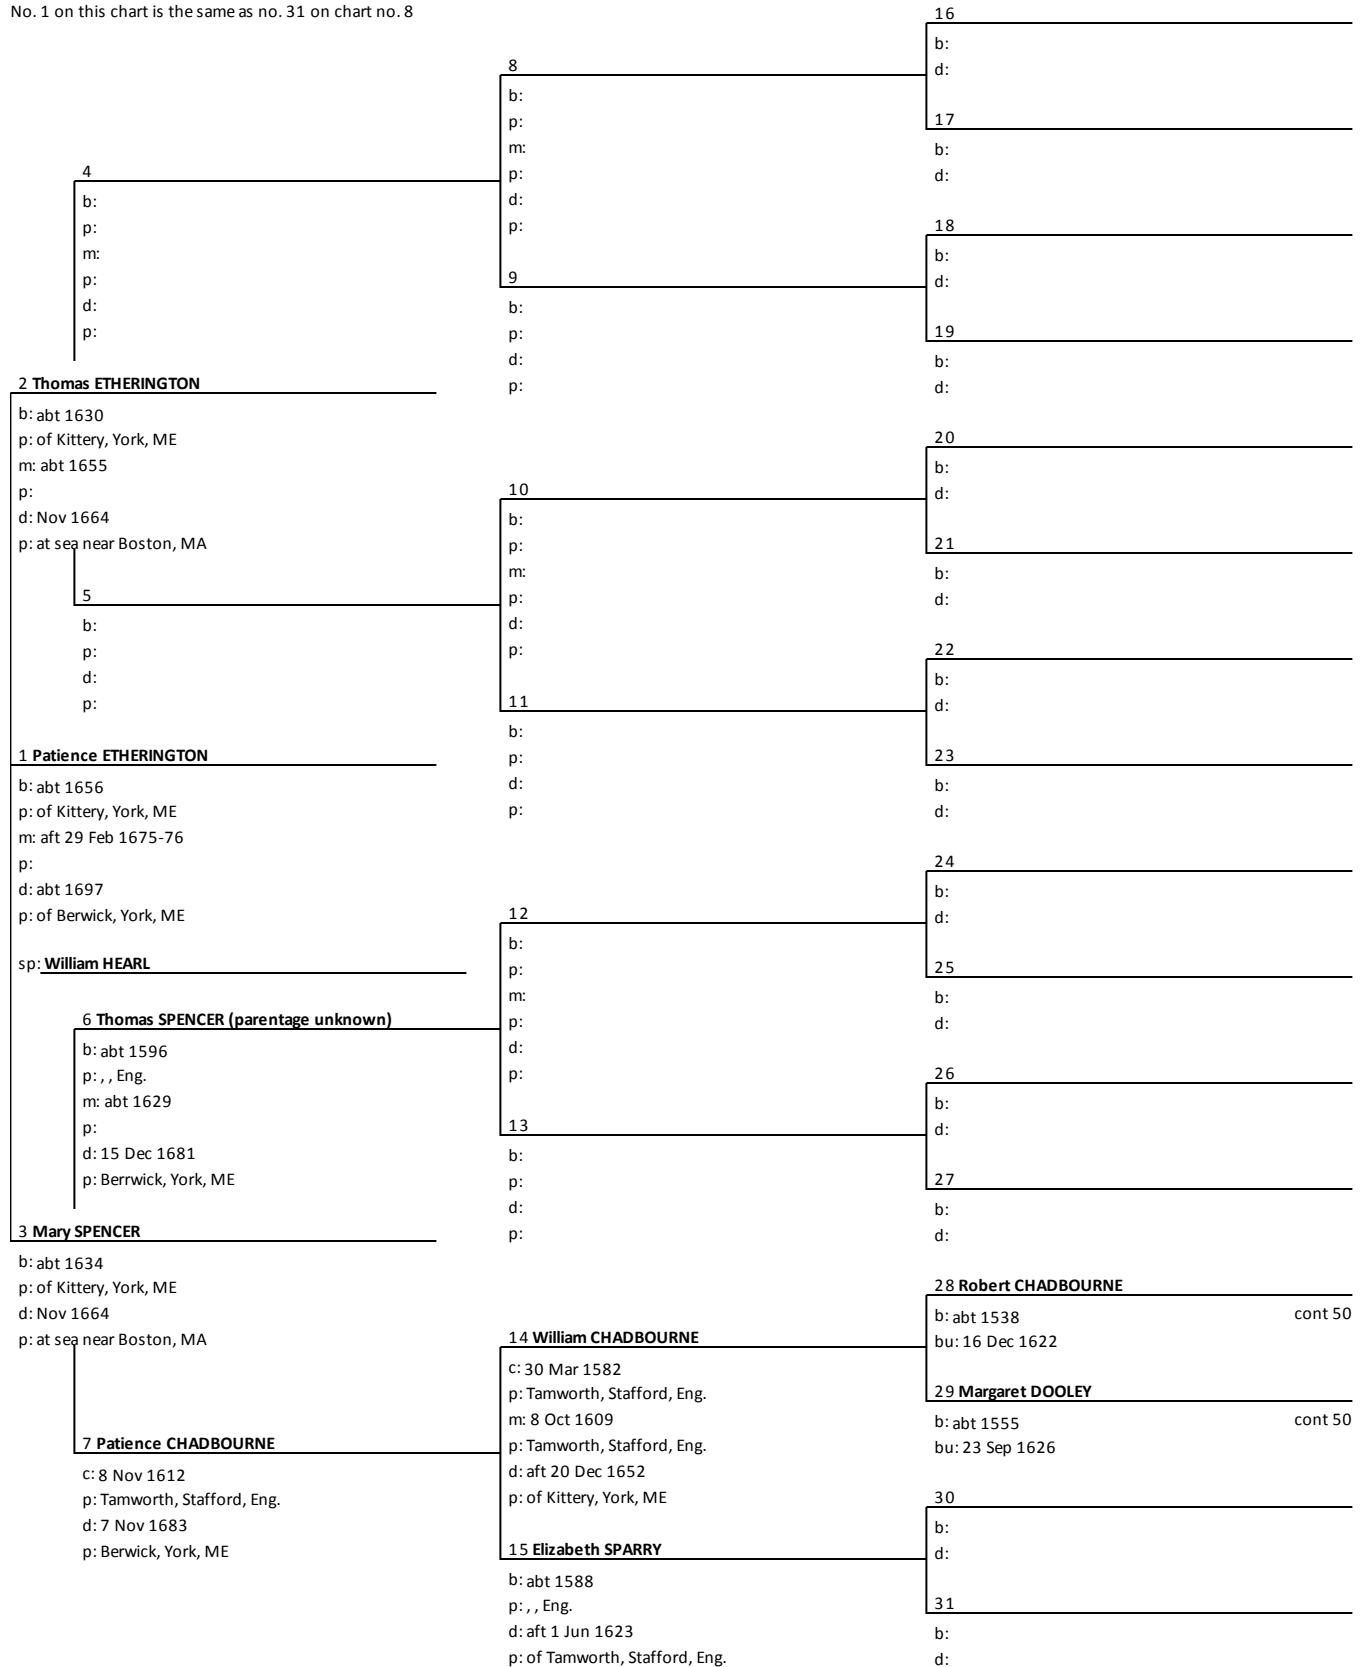 No. 1 on this chart is the same as no. 31 on chart no. 8
4
b:
p:
m:
p:
d:
p:
2 Thomas ETHERINGTON
b: abt 1630
p: of Kittery, York, ME
m: abt 1655
p:
d: Nov 1664
p: at sea near Boston, MA
5
b:
p:
d:
p:
1 Patience ETHERINGTON
b: abt 1656
p: of Kittery, York, ME
m: aft 29 Feb 1675-76
p:
d: abt 1697
p: of Berwick, York, ME
sp: William HEARL
6 Thomas SPENCER (parentage unknown)
b: abt 1596
p: , , Eng.
m: abt 1629
p:
d: 15 Dec 1681
p: Berrwick, York, ME
3 Mary SPENCER
b: abt 1634
p: of Kittery, York, ME
d: Nov 1664
p: at sea near Boston, MA
7 Patience CHADBOURNE
c: 8 Nov 1612
p: Tamworth, Stafford, Eng.
d: 7 Nov 1683
p: Berwick, York, ME
8
b:
p:
m:
p:
d:
p:
9
b:
p:
d:
p:
10
b:
p:
m:
p:
d:
p:
11
b:
p:
d:
p:
12
b:
p:
m:
p:
d:
p:
13
b:
p:
d:
p:
14 William CHADBOURNE
c: 30 Mar 1582
p: Tamworth, Stafford, Eng.
m: 8 Oct 1609
p: Tamworth, Stafford, Eng.
d: aft 20 Dec 1652
p: of Kittery, York, ME
15 Elizabeth SPARRY
b: abt 1588
p: , , Eng.
d: aft 1 Jun 1623
p: of Tamworth, Stafford, Eng.
16
b:
d:
17
b:
d:
18
b:
d:
19
b:
d:
20
b:
d:
21
b:
d:
22
b:
d:
23
b:
d:
24
b:
d:
25
b:
d:
26
b:
d:
27
b:
d:
28 Robert CHADBOURNE
b: abt 1538 cont 50
bu: 16 Dec 1622
29 Margaret DOOLEY
b: abt 1555 cont 50
bu: 23 Sep 1626
30
b:
d:
31
b:
d: